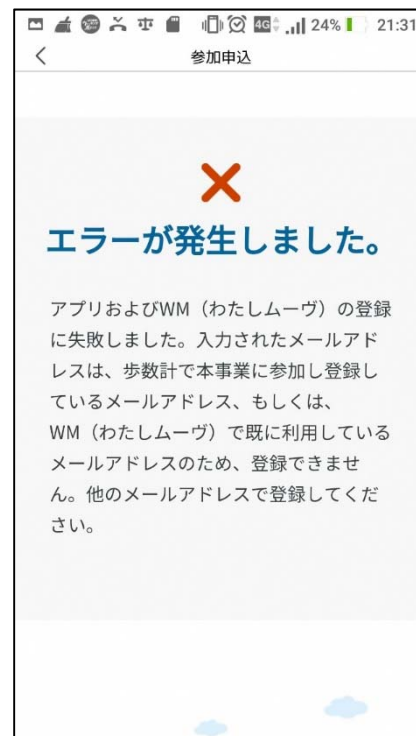 4G 24% 21:31
参加申込
エラーが発生しました。
アプリおよびWM（わたしムーヴ）の登録
に失敗しました。入力されたメールアド
レスは、歩数計で本事業に参加し登録し
ているメールアドレス、もしくは、
WM（わたしムーヴ）で既に利用している
メールアドレスのため、登録できませ
ん。他のメールアドレスで登録してくだ
さい。